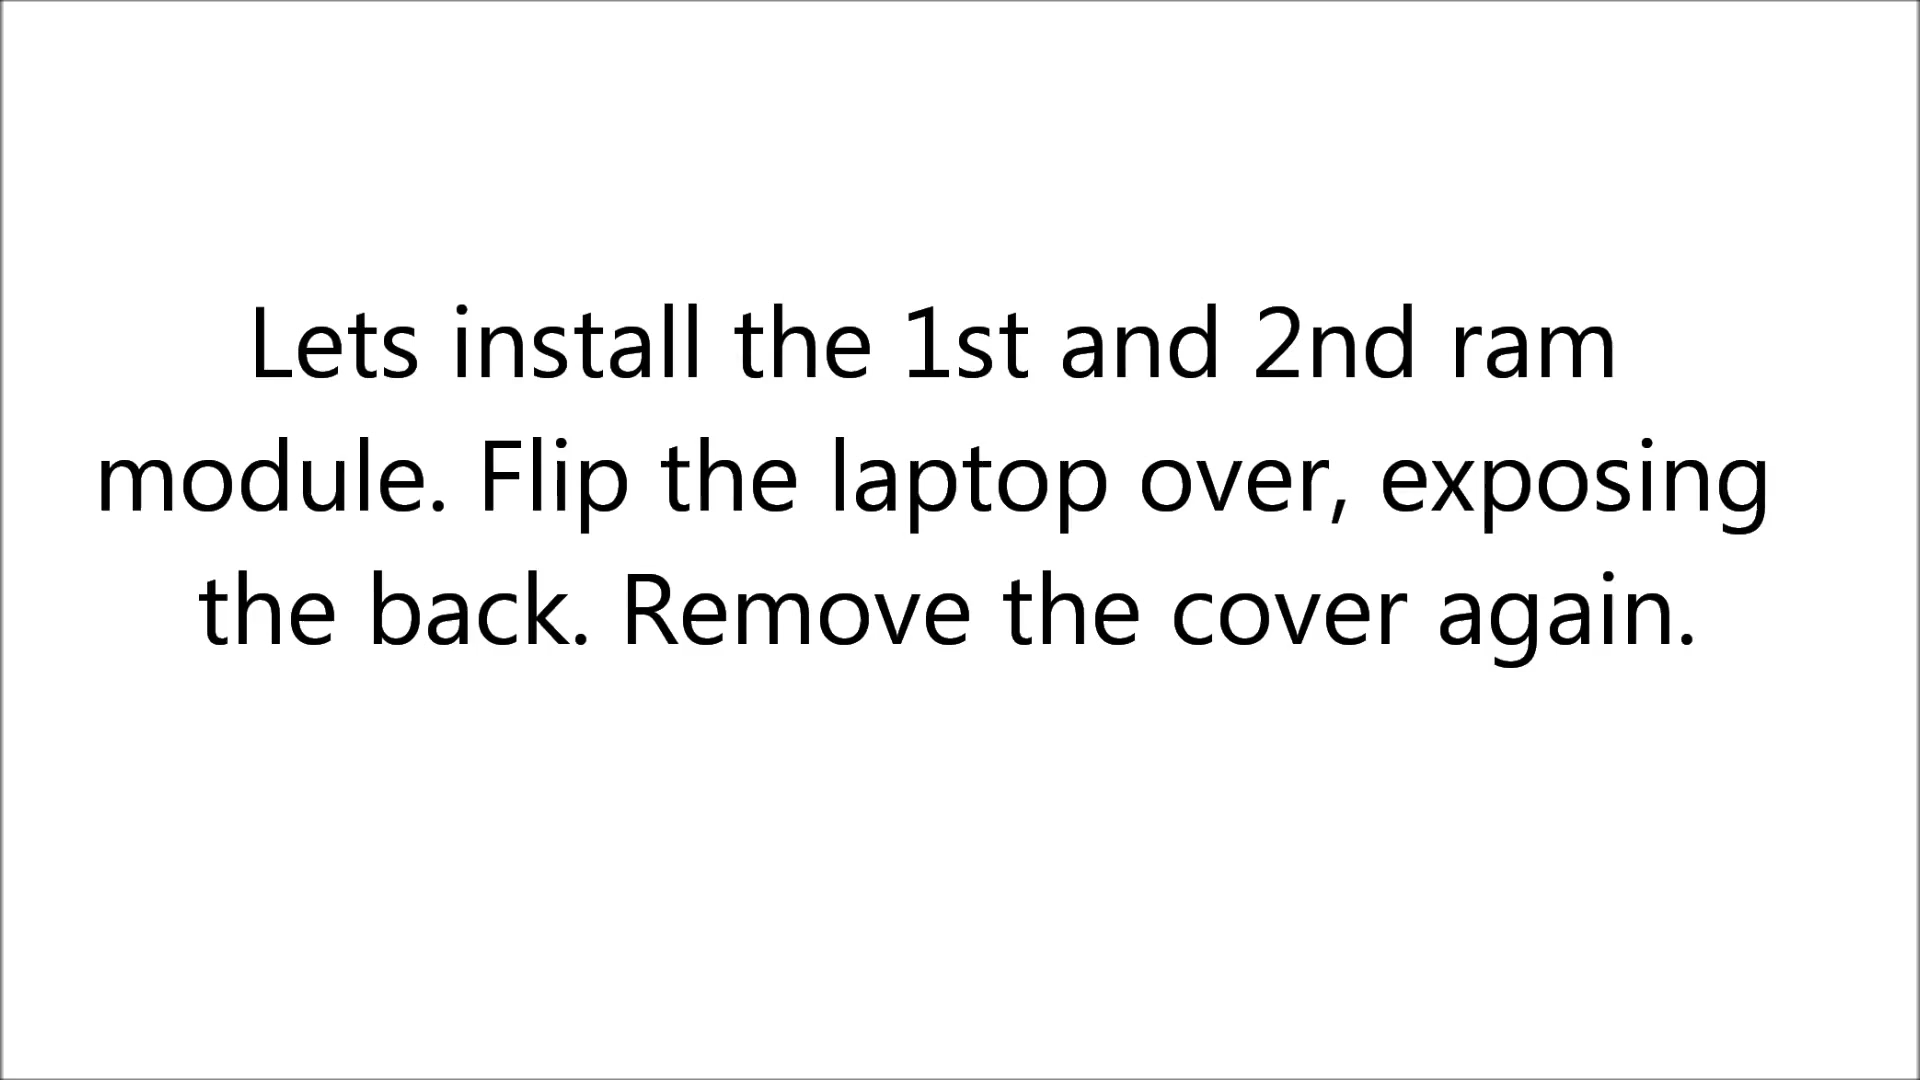 Lets install the 1st and 2nd ram
module. Flip the laptop over, exposing
the back. Remove the cover again.